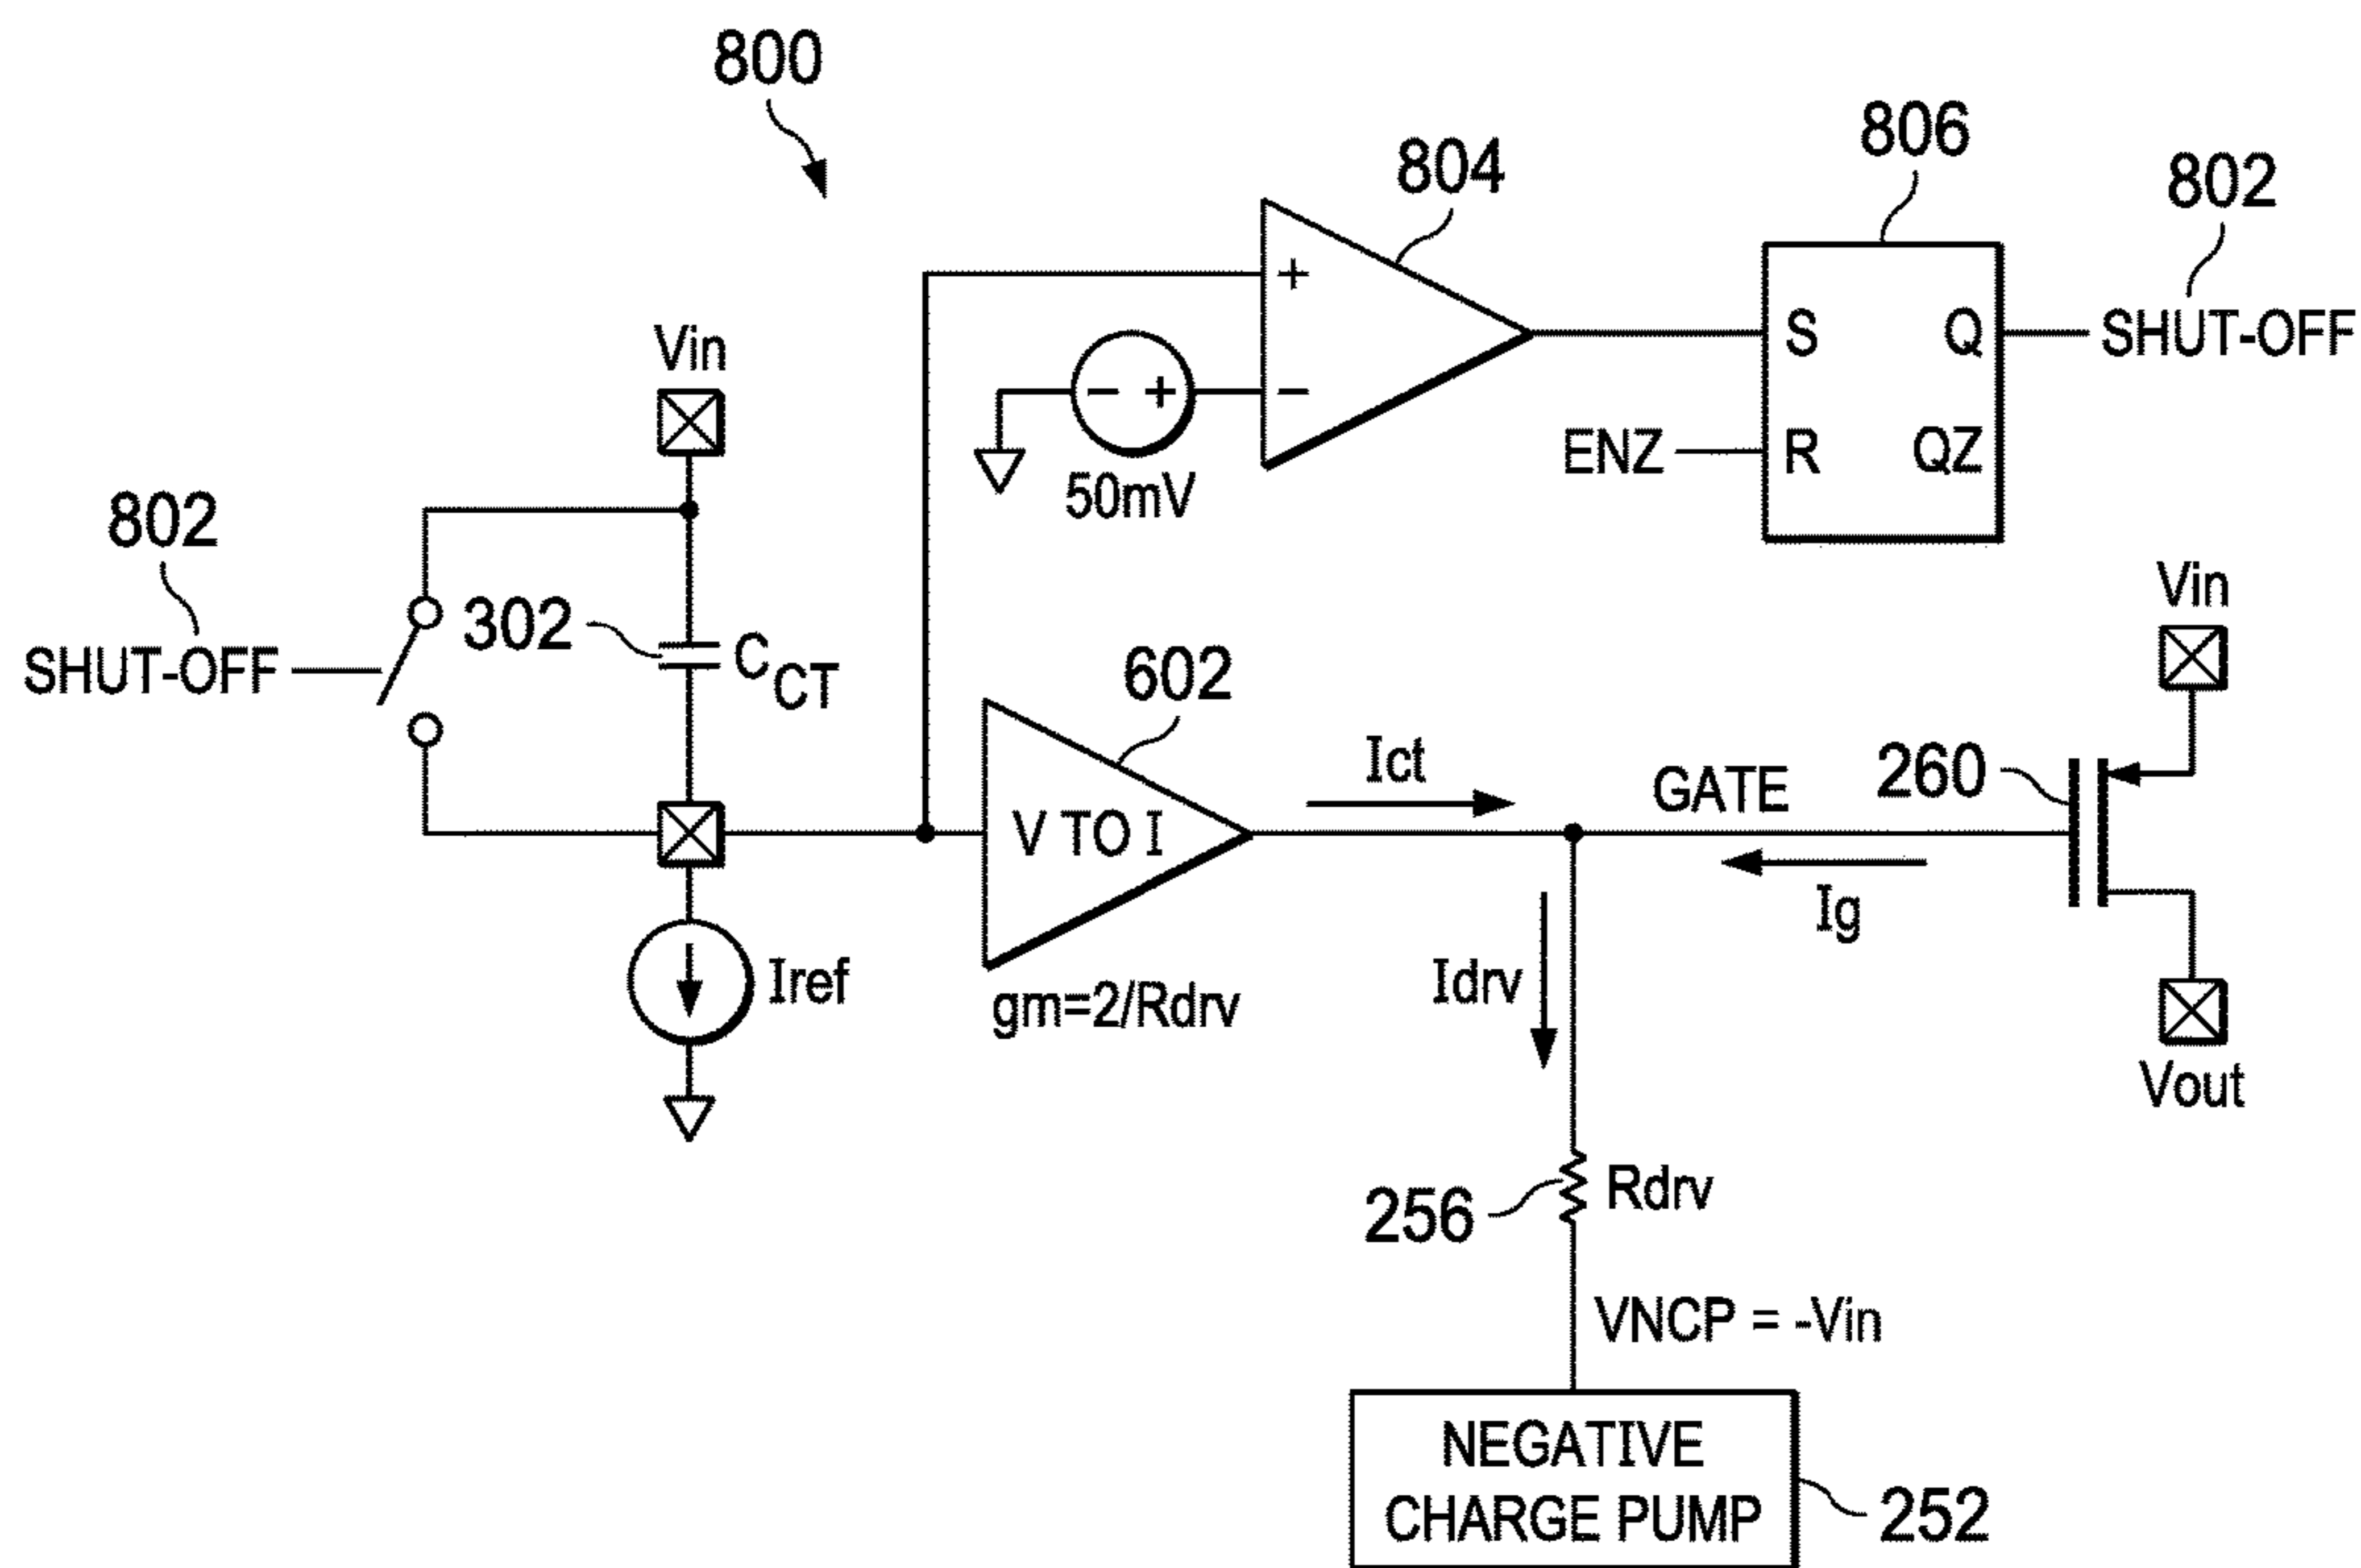 800
804
806
802
Vin
+
S
Q
SHUT-OFF
- +
-
ENZ
R
QZ
50mV
802
302
C CT
SHUT-OFF
Vin
602
Ict
GATE
260
V TO I
Ig
Iref
gm=2/Rdrv
Idrv
Vout
256
Rdrv
VNCP = -Vin
NEGATIVE
CHARGE PUMP
252